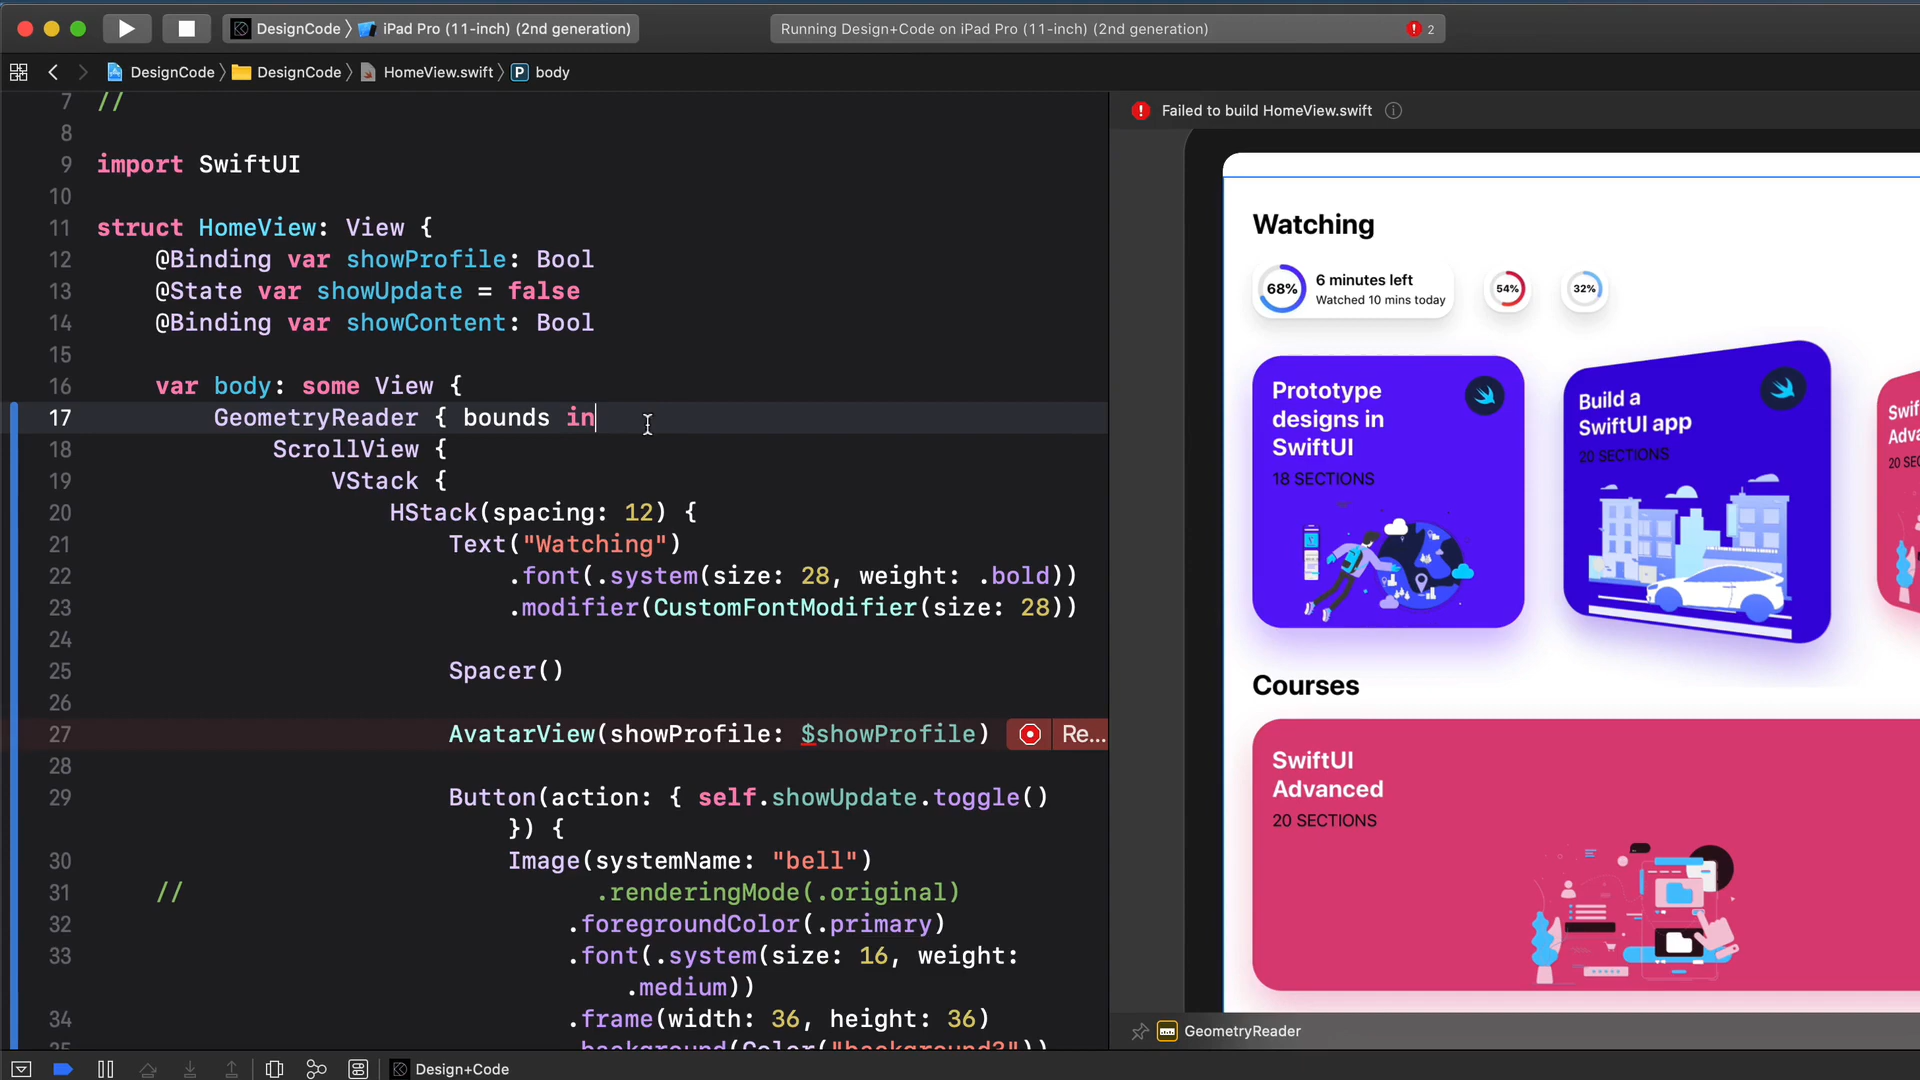 DesignCode
iPad Pro (11-inch) (2nd generation)
Running Design+Code on iPad Pro (11-inch) (2nd generation)
2
DesignCode
DesignCode
HomeView.swift
P
body
7 //
8
9 import SwiftUI
10
11 struct HomeView: View {
12 @Binding var showProfile: Bool
13 @State var showUpdate = false
14 @Binding var showContent: Bool
15
16 var body: some View {
17 GeometryReader { bounds in
18 ScrollView {
19 VStack {
20 HStack(spacing: 12) {
21 Text("Watching")
22 .font(.system(size: 28, weight: .bold))
23 .modifier(CustomFontModifier(size: 28))
24
25 Spacer()
26
27 AvatarView(showProfile: $showProfile) Re...
28
29 Button(action: { self.showUpdate.toggle()
}) {
30 Image(systemName: "bell")
31 // .renderingMode(.original)
32 .foregroundColor(.primary)
33 .font(.system(size: 16, weight:
.medium))
34 .frame(width: 36, height: 36)
.background(Color("background3"))
Failed to build HomeView.swift
Watching
68%
6 minutes left
Watched 10 mins today
54%
32%
Prototype
designs in
SwiftUI
18 SECTIONS
Build a
SwiftUI app
20 SECTIONS
Swif
Adva
20 SEC
Courses
SwiftUI
Advanced
20 SECTIONS
GeometryReader
Design+Code